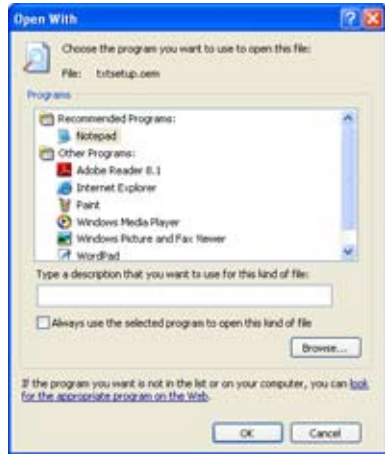 Open With
Choose the program you want to use to open this file:
File: txtsetup.oem
Programs
Recommended Programs:
Notepad
Other Programs:
Adobe Reader 8.1
Internet Explorer
Paint
Windows Media Player
Windows Picture and Fax Viewer
WordPad
Type a description that you want to use for this kind of file:
Always use the selected program to open this kind of file
Browse...
If the program you want is not in the list or on your computer, you can look
for the appropriate program on the Web.
OK Cancel